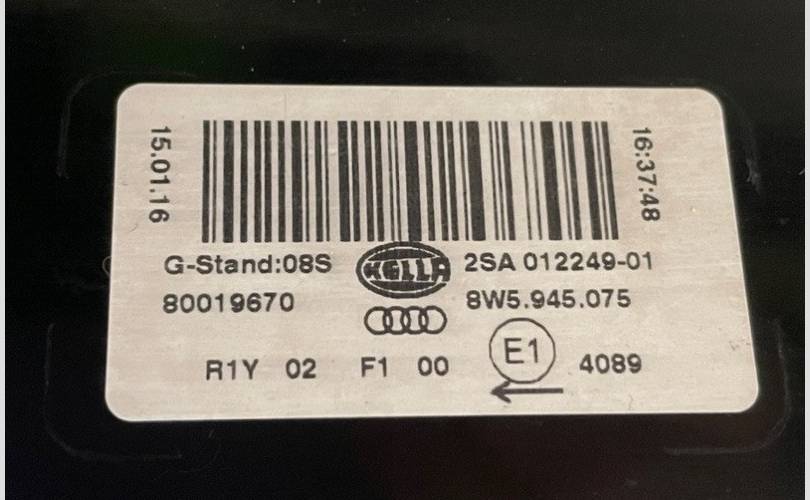 15.01.16
16:37:48
G-Stand:08S HELLA 2SA 012249-01
80019670 8W5.945.075
R1Y 02 F1 00 E1 4089